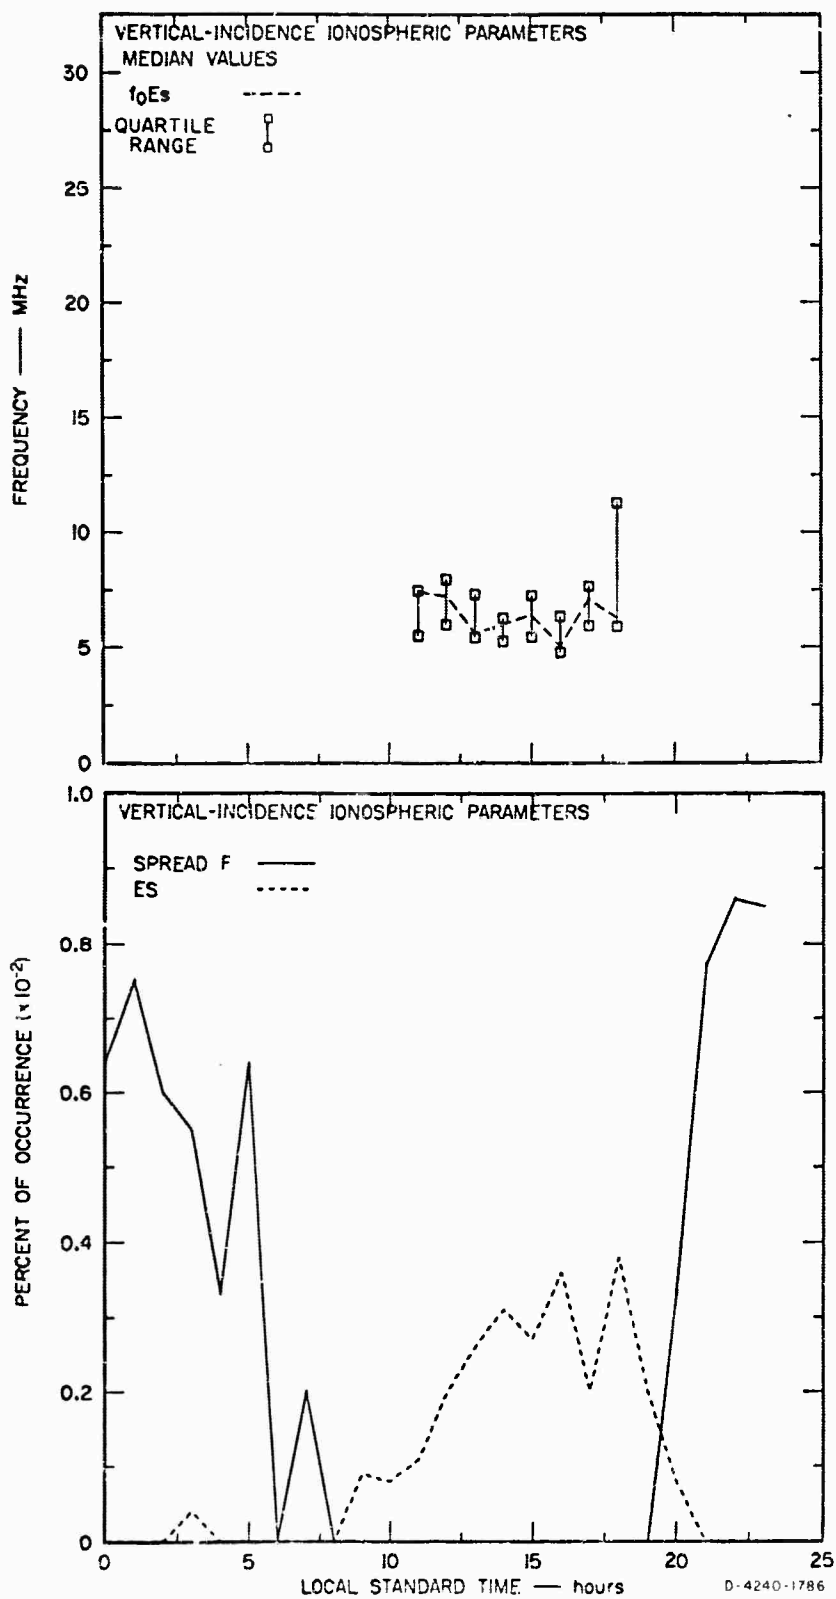 VERTICAL-INCIDENCE IONOSPHERIC PARAMETERS
MEDIAN VALUES
f0Es
QUARTILE
RANGE
30
25
20
15
10
5
0
FREQUENCY — MHz
VERTICAL-INCIDENCE IONOSPHERIC PARAMETERS
SPREAD F
ES
1.0
0.8
0.6
0.4
0.2
0
PERCENT OF OCCURRENCE (x10-2)
0 5 10 15 20 25
LOCAL STANDARD TIME — hours
D-4240-1786